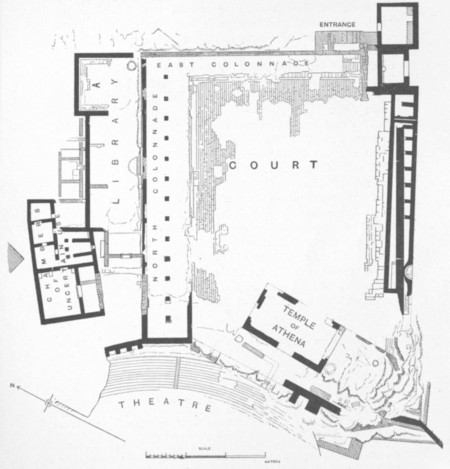 ENTRANCE
EAST COLONNADE
A
LIBRARY
NORTH COLONNADE
COURT
CHAMBERS
OF
UNCERTAIN USE
TEMPLE
OF
ATHENA
N
THEATRE
SCALE
METRES